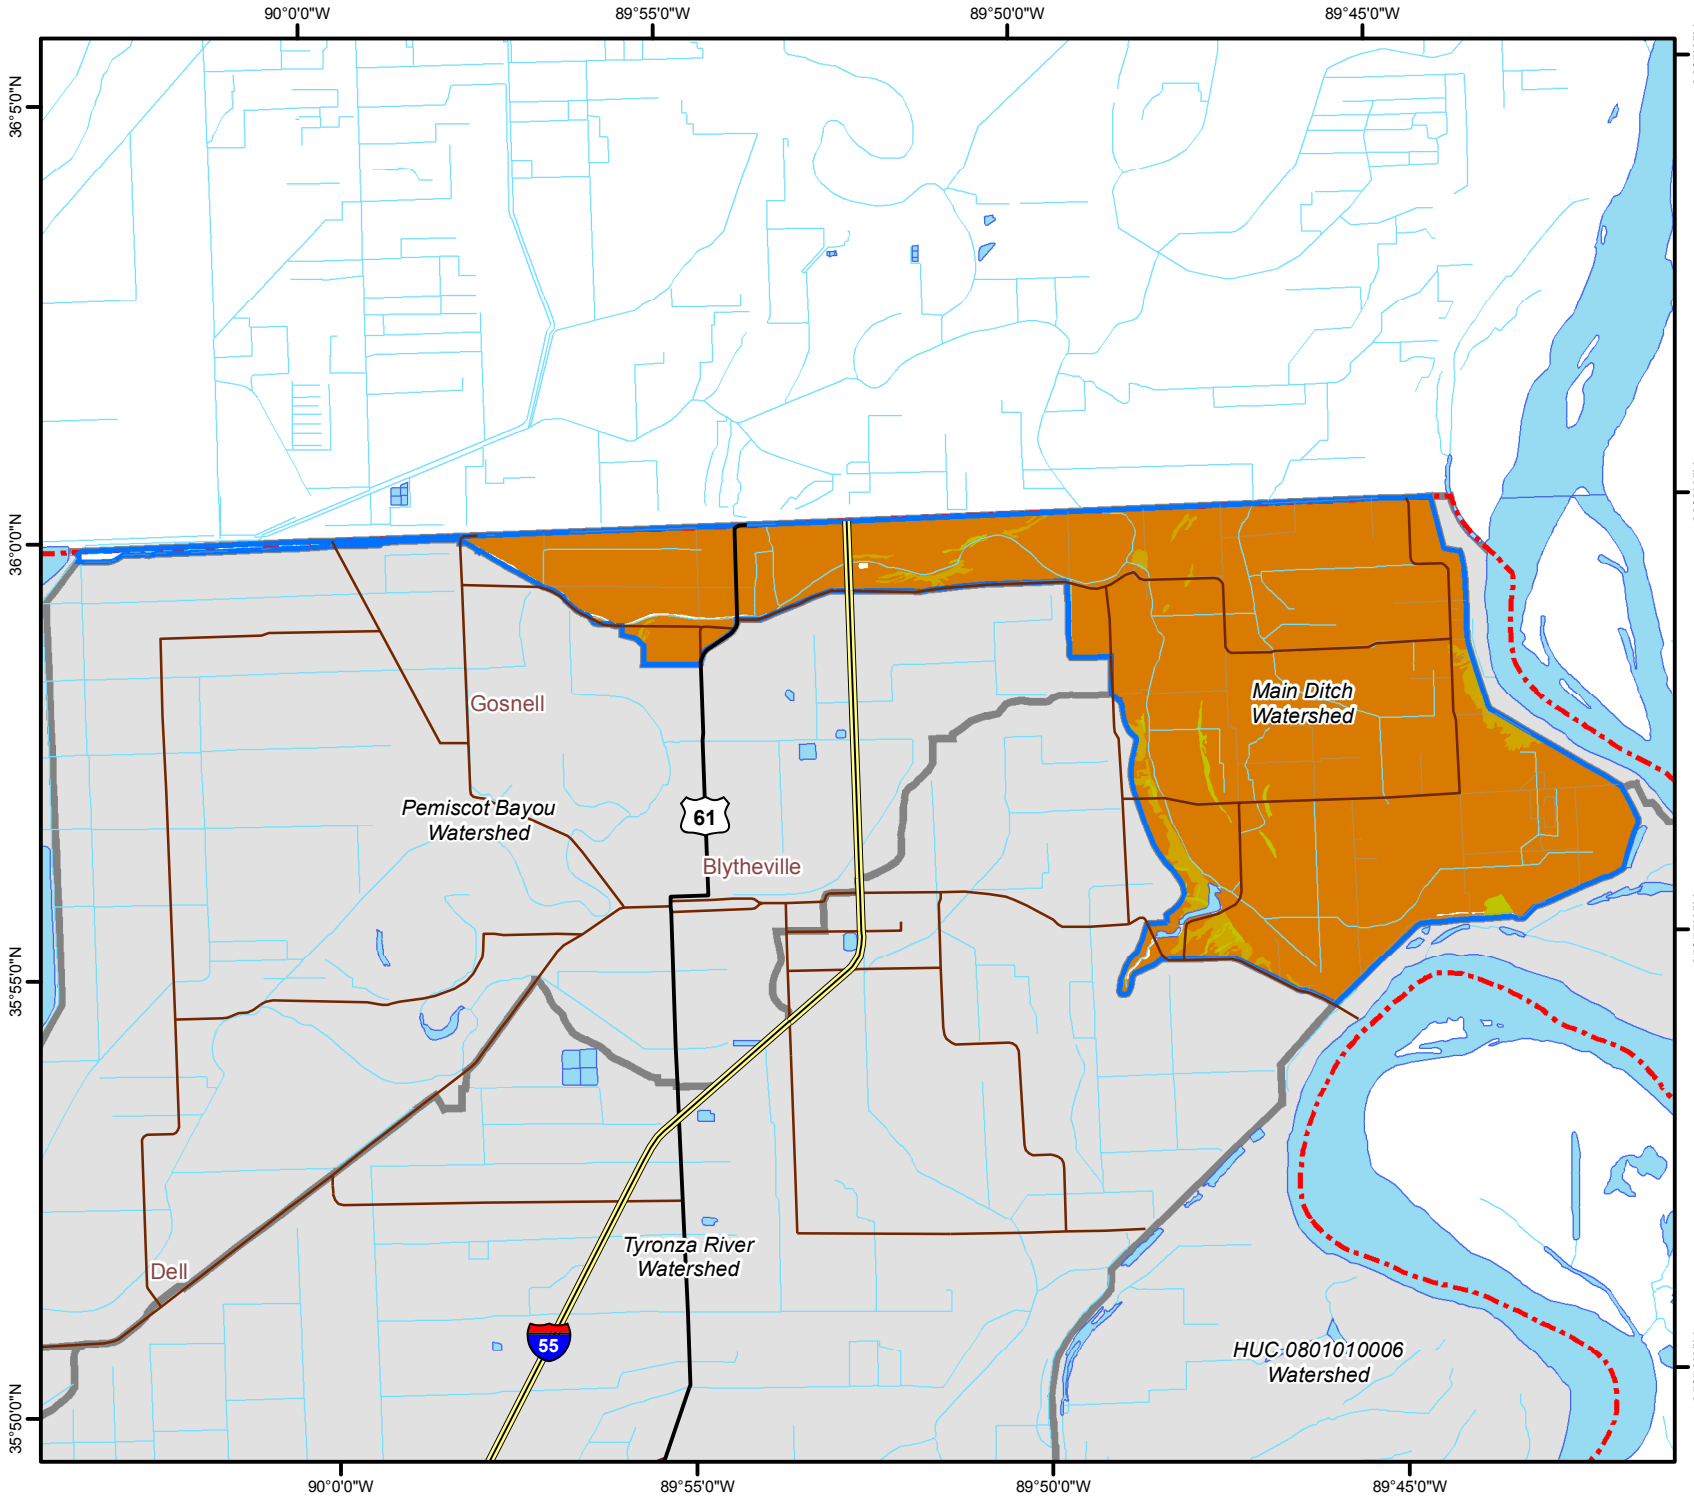 90°0'0"W
89°55'0"W
89°50'0"W
89°45'0"W
36°5'0"N
36°0'0"N
Main Ditch
Watershed
Gosnell
Pemiscot Bayou
Watershed
61
Blytheville
35°55'0"N
Tyronza River
Watershed
Dell
55
HUC 0801010006
Watershed
35°50'0"N
90°0'0"W
89°55'0"W
89°50'0"W
89°45'0"W